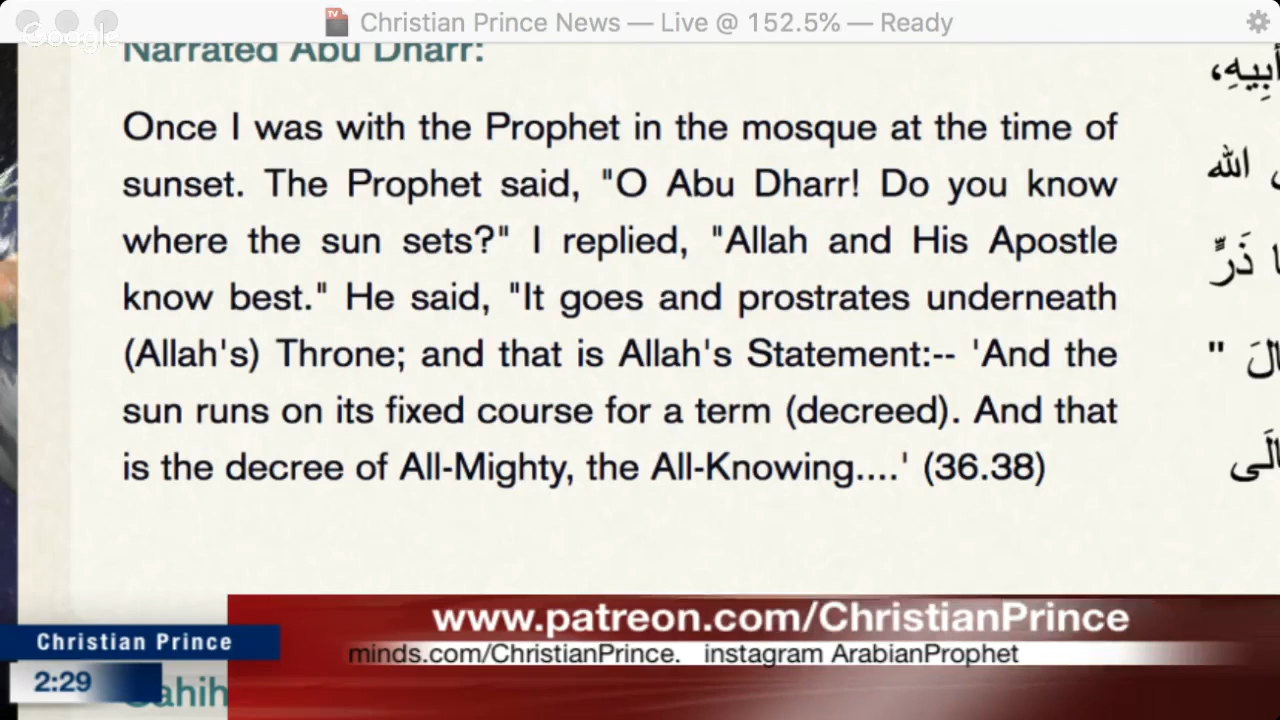 Christian Prince News — Live @ 152.5% — Ready
Google
Narrated Abu Dharr:
Once I was with the Prophet in the mosque at the time of
sunset. The Prophet said, "O Abu Dharr! Do you know
where the sun sets?" I replied, "Allah and His Apostle
know best." He said, "It goes and prostrates underneath
(Allah's) Throne; and that is Allah's Statement:-- 'And the
sun runs on its fixed course for a term (decreed). And that
is the decree of All-Mighty, the All-Knowing....' (36.38)
أَبِيهِ،
الله
ذَرٍّ
"
www.patreon.com/ChristianPrince
Christian Prince
minds.com/ChristianPrince. instagram ArabianProphet
2:29